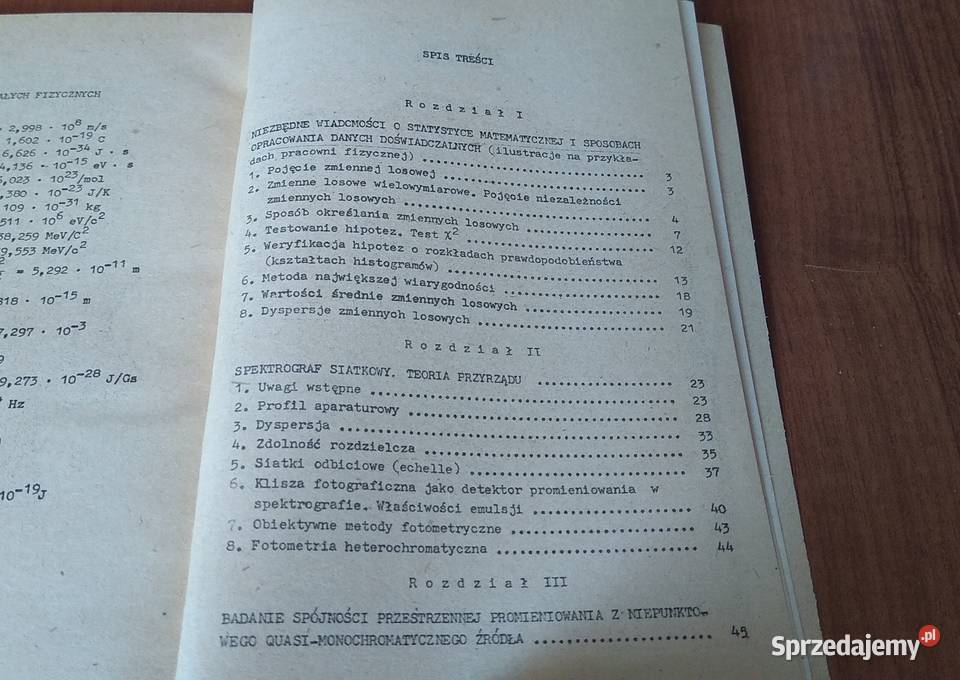 AŁYCH FIZYCZNYCH
2,998 · 10⁸ m/s
1,602 · 10⁻¹⁹ C
6,626 · 10⁻³⁴ J · s
4,136 · 10⁻¹⁵ eV · s
6,023 · 10²³/mol
,380 · 10⁻²³ J/K
109 · 10⁻³¹ kg
511 · 10⁶ eV/c²
38,259 MeV/C²
9,553 MeV/c²
= 5,292 · 10⁻¹¹ m
818 · 10⁻¹⁵ m
7,297 · 10⁻³
9,273 · 10⁻²⁸ J/Gs
Hz
10⁻¹⁹J
SPIS TREŚCI
Rozdział I
NIEZBĘDNE WIADOMOŚCI O STATYSTYCE MATEMATYCZNEJ I SPOSOBACH
OPRACOWANIA DANYCH DOŚWIADCZALNYCH (ilustracje na przykła-
dach pracowni fizycznej) ........ 3
1. Pojęcie zmiennej losowej ........ 3
2. Zmienne losowe wielowymiarowe. Pojęcie niezależności
zmiennych losowych ........ 4
3. Sposób określania zmiennych losowych ........ 7
4. Testowanie hipotez. Test χ² ........ 12
5. Weryfikacja hipotez o rozkładach prawdopodobieństwa
(kształtach histogramów) ........ 13
6. Metoda największej wiarygodności ........ 18
7. Wartości średnie zmiennych losowych ........ 19
8. Dyspersje zmiennych losowych ........ 21
Rozdział II
SPEKTROGRAF SIATKOWY. TEORIA PRZYRZĄDU ........ 23
1. Uwagi wstępne ........ 23
2. Profil aparaturowy ........ 28
3. Dyspersja ........ 33
4. Zdolność rozdzielcza ........ 35
5. Siatki odbiciowe (echelle) ........ 37
6. Klisza fotograficzna jako detektor promieniowania w
spektrografie. Właściwości emulsji ........ 40
7. Obiektywne metody fotometryczne ........ 43
8. Fotometria heterochromatyczna ........ 44
Rozdział III
BADANIE SPÓJNOŚCI PRZESTRZENNEJ PROMIENIOWANIA Z NIEPUNKTO-
WEGO QUASI-MONOCHROMATYCZNEGO ŹRÓDŁA ........ 45
Sprzedajemy.pl